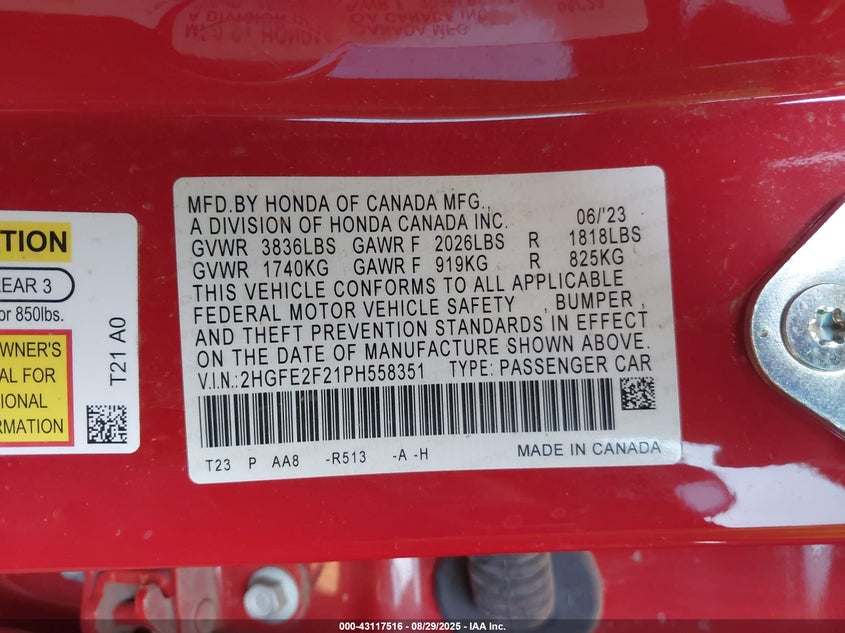 MFD.BY HONDA OF CANADA MFG.,
A DIVISION OF HONDA CANADA INC. 06/'23
GVWR 3836LBS GAWR F 2026LBS R 1818LBS
GVWR 1740KG GAWR F 919KG R 825KG
THIS VEHICLE CONFORMS TO ALL APPLICABLE
FEDERAL MOTOR VEHICLE SAFETY , BUMPER ,
AND THEFT PREVENTION STANDARDS IN EFFECT
ON THE DATE OF MANUFACTURE SHOWN ABOVE.
V.I.N.:2HGFE2F21PH558351 TYPE: PASSENGER CAR
T23 P AA8 -R513 -A -H MADE IN CANADA
TION
EAR 3
or 850lbs.
OWNER'S
AL FOR
IONAL
RMATION
T21 A0
000-43117516 - 08/29/2025 - IAA Inc.